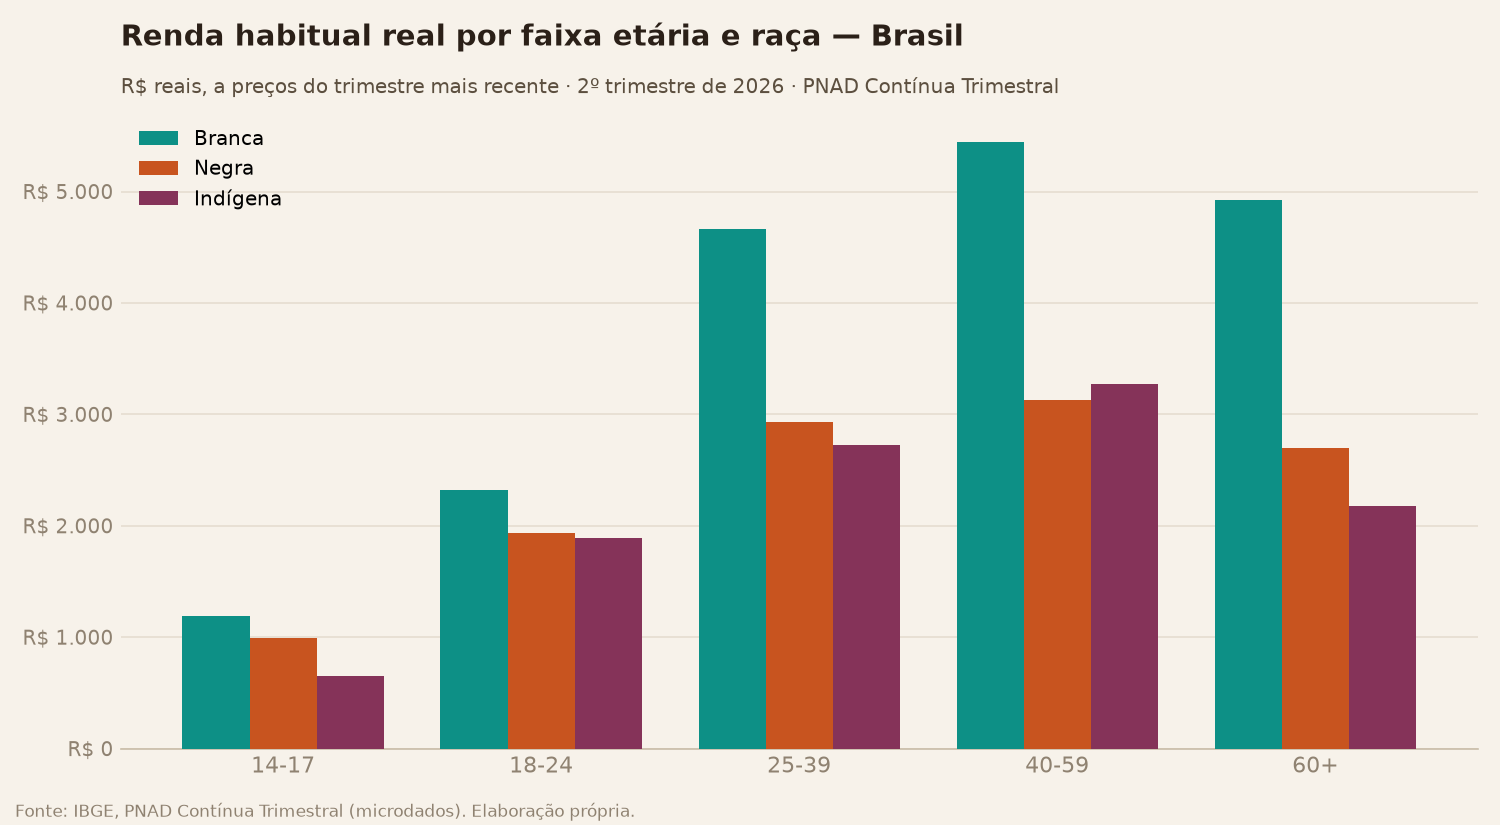 Renda habitual real por faixa etária e raça — Brasil
R$ reais, a preços do trimestre mais recente · 2º trimestre de 2026 · PNAD Contínua Trimestral
Branca
Negra
Indígena
R$ 5.000
R$ 4.000
R$ 3.000
R$ 2.000
R$ 1.000
R$ 0
14-17 18-24 25-39 40-59 60+
Fonte: IBGE, PNAD Contínua Trimestral (microdados). Elaboração própria.